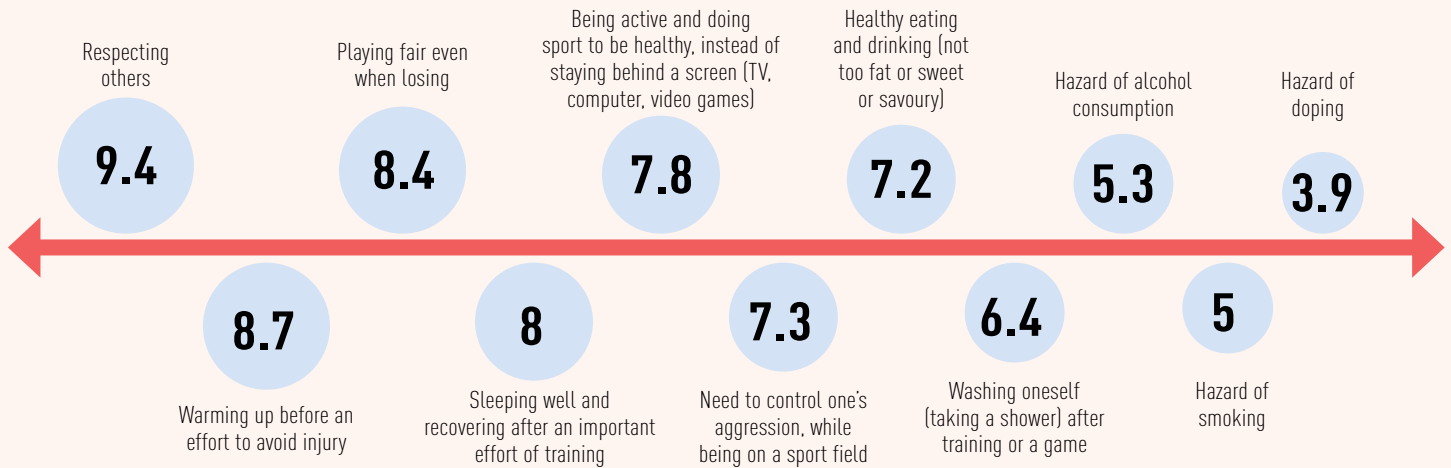 Respecting
others
9.4
Playing fair even
when losing
8.4
Being active and doing
sport to be healthy, instead of
staying behind a screen (TV,
computer, video games)
7.8
Healthy eating
and drinking (not
too fat or sweet
or savoury)
7.2
Hazard of alcohol
consumption
5.3
Hazard of
doping
3.9
8.7
Warming up before an
effort to avoid injury
8
Sleeping well and
recovering after an important
effort of training
7.3
Need to control one's
aggression, while
being on a sport field
6.4
Washing oneself
(taking a shower) after
training or a game
5
Hazard of
smoking